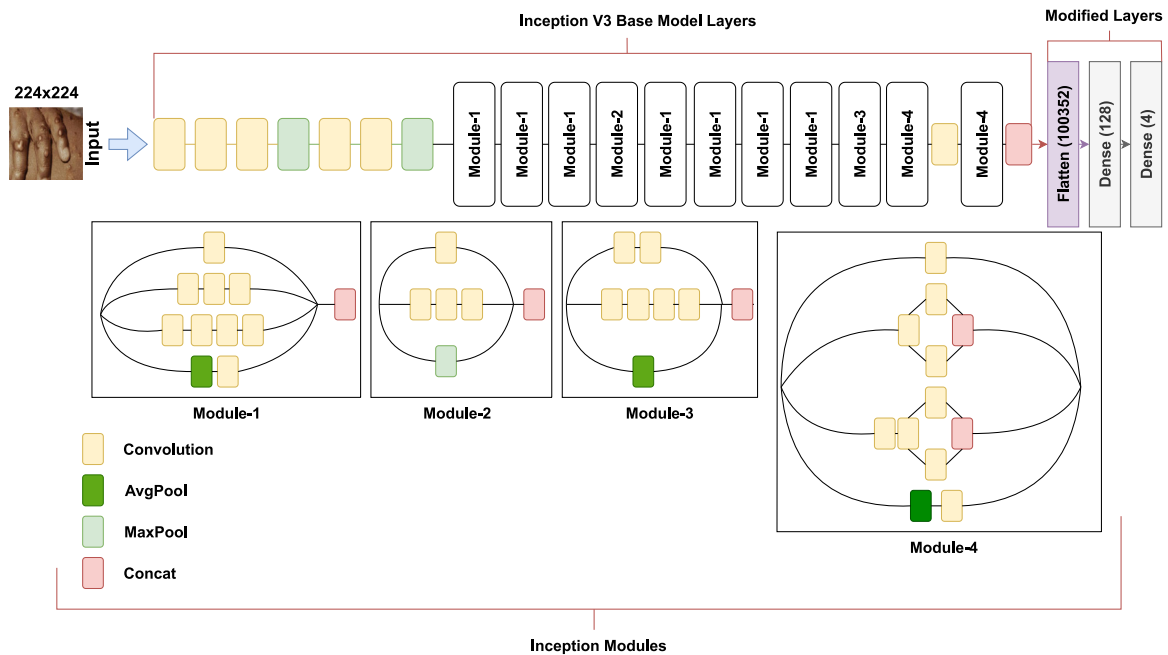 Inception V3 Base Model Layers
Modified Layers
224x224
Input
Module-1
Module-1
Module-1
Module-2
Module-1
Module-1
Module-1
Module-1
Module-3
Module-4
Module-4
Flatten (100352)
Dense (128)
Dense (4)
Module-1
Module-2
Module-3
Module-4
Convolution
AvgPool
MaxPool
Concat
Inception Modules